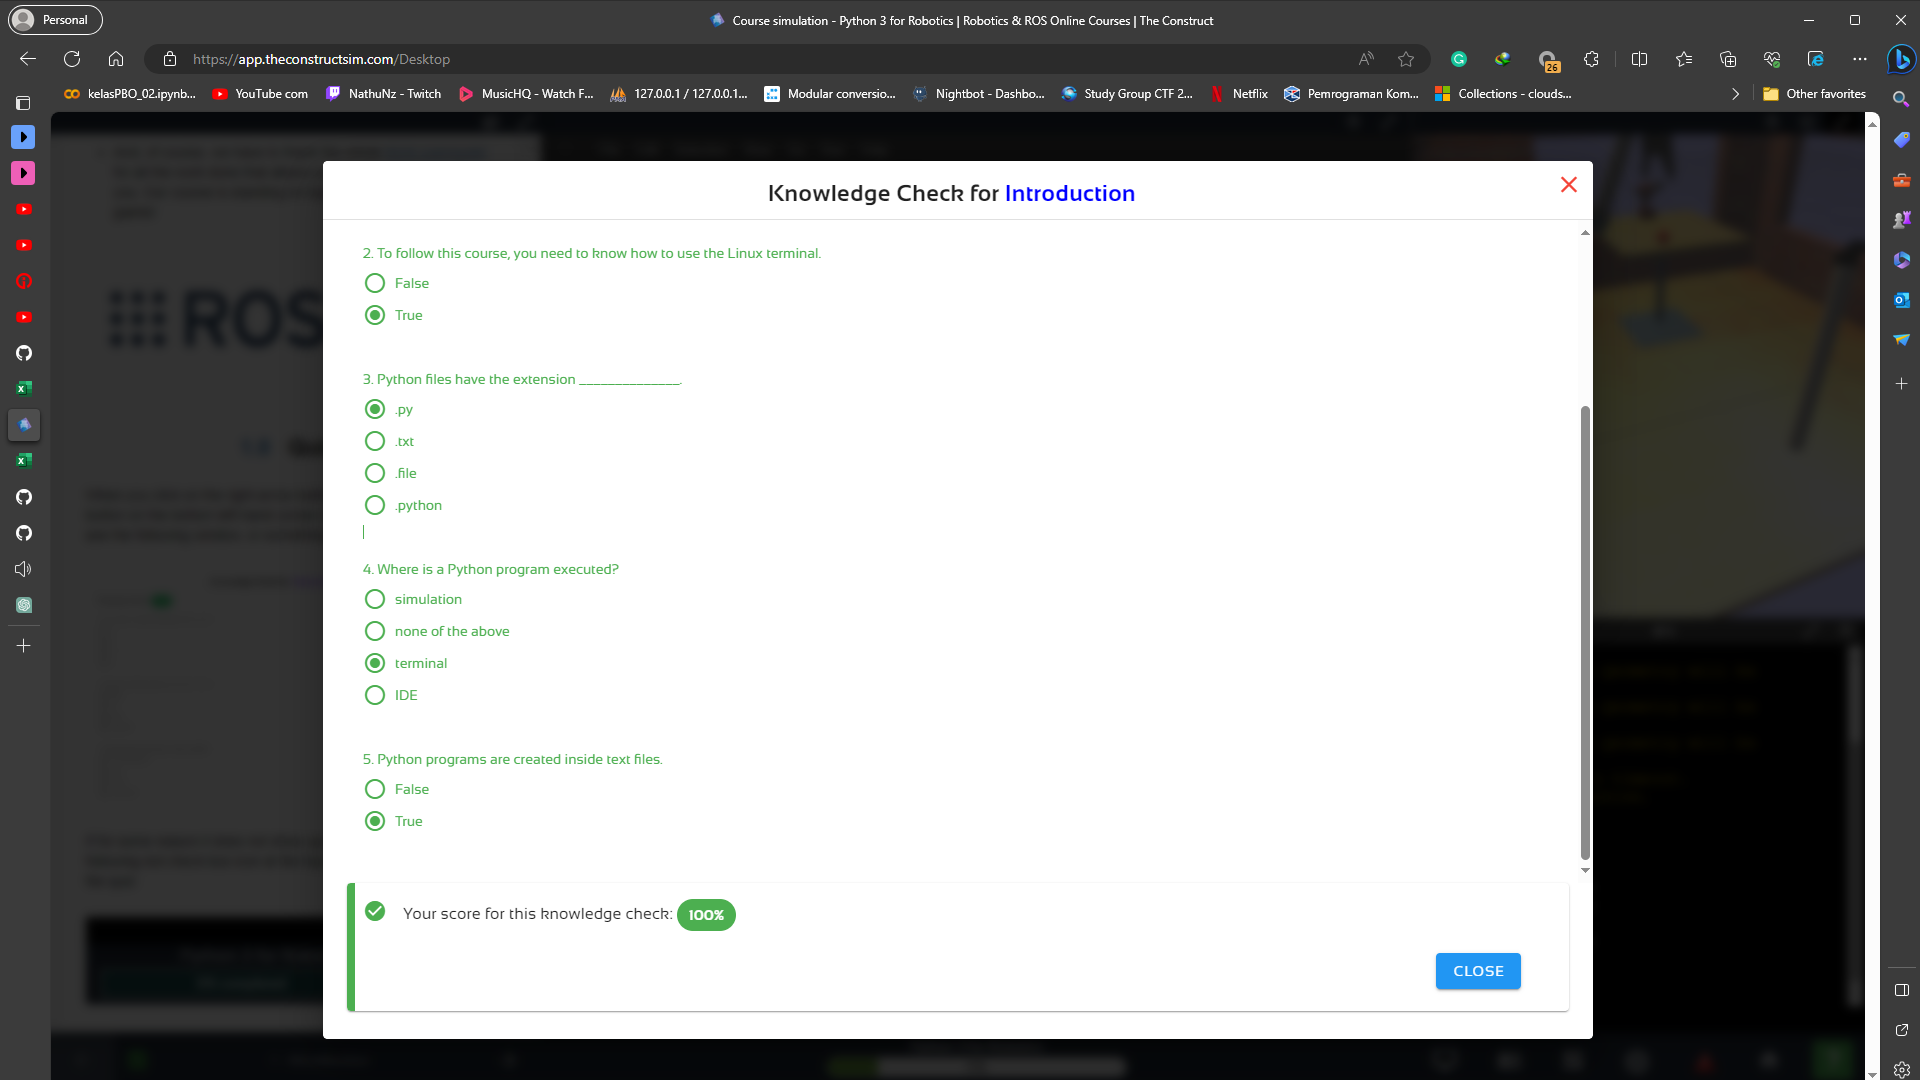 Personal
Course simulation - Python 3 for Robotics | Robotics & ROS Online Courses | The Construct
https://app.theconstructsim.com/Desktop
26
kelasPBO_02.ipynb...
YouTube com
NathuNz - Twitch
MusicHQ - Watch F...
127.0.0.1 / 127.0.0.1...
Modular conversio...
Nightbot - Dashbo...
Study Group CTF 2...
Netflix
Pemrograman Kom...
Collections - clouds...
Other favorites
Knowledge Check for Introduction
2. To follow this course, you need to know how to use the Linux terminal.
False
True
3. Python files have the extension ______________.
.py
.txt
.file
.python
4. Where is a Python program executed?
simulation
none of the above
terminal
IDE
5. Python programs are created inside text files.
False
True
Your score for this knowledge check: 100%
CLOSE
ROS